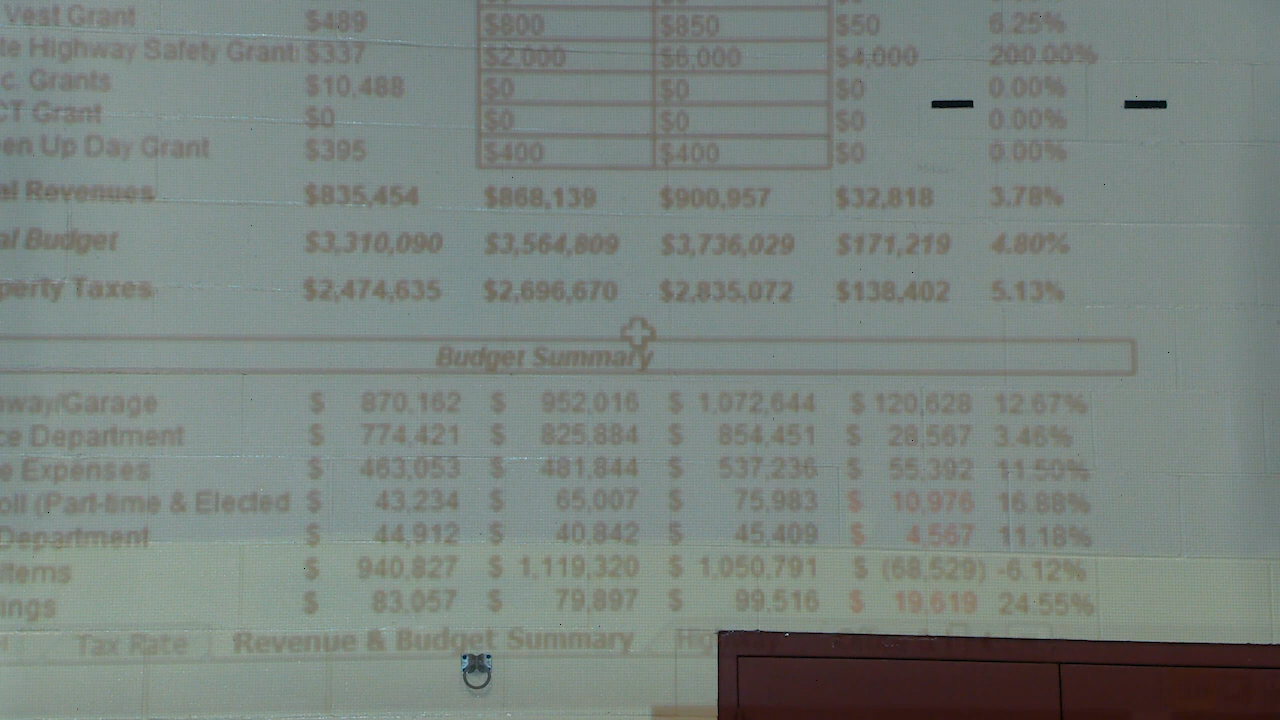 Vest Grant $489 $800 $850 $50 6.25%
te Highway Safety Grant $337 $2,000 $6,000 $4,000 200.00%
c. Grants $10,488 $0 $0 $0 0.00%
CT Grant $0 $0 $0 $0 0.00%
en Up Day Grant $395 $400 $400 $0 0.00%
al Revenues $835,454 $868,139 $900,957 $32,818 3.78%
al Budget $3,310,090 $3,564,809 $3,736,029 $171,219 4.80%
perty Taxes $2,474,635 $2,696,670 $2,835,072 $138,402 5.13%
Budget Summary
way/Garage $ 870,162 $ 952,016 $ 1,072,644 $ 120,628 12.67%
ce Department $ 774,421 $ 825,884 $ 854,451 $ 28,567 3.46%
e Expenses $ 463,053 $ 481,844 $ 537,236 $ 55,392 11.50%
oll (Part-time & Elected $ 43,234 $ 65,007 $ 75,983 $ 10,976 16.88%
Department $ 44,912 $ 40,842 $ 45,409 $ 4,567 11.18%
Items $ 940,827 $ 1,119,320 $ 1,050,791 $ (68,529) -6.12%
ings $ 83,057 $ 79,897 $ 99,516 $ 19,619 24.55%
Tax Rate Revenue & Budget Summary